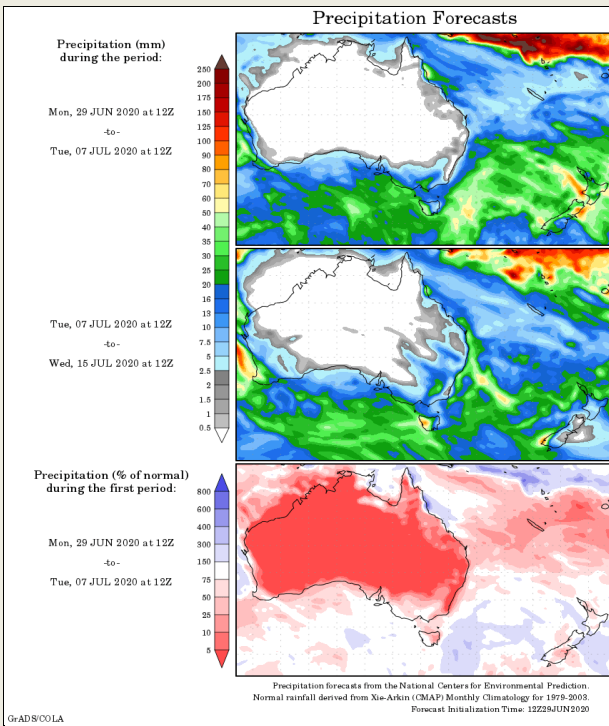 Precipitation Forecasts
Precipitation (mm)
during the period:
Mon, 29 JUN 2020 at 12Z
-to-
Tue, 07 JUL 2020 at 12Z
250
200
175
150
125
100
90
80
70
60
50
40
35
30
25
20
16
13
10
7.5
5
2.5
2
1.5
1
0.5
Tue, 07 JUL 2020 at 12Z
-to-
Wed, 15 JUL 2020 at 12Z
Precipitation (% of normal)
during the first period:
Mon, 29 JUN 2020 at 12Z
-to-
Tue, 07 JUL 2020 at 12Z
800
600
400
300
150
75
50
25
10
5
Precipitation forecasts from the National Centers for Environmental Prediction.
Normal rainfall derived from Xie-Arkin (CMAP) Monthly Climatology for 1979-2003.
Forecast Initialization Time: 12Z29JUN2020
GrADS/COLA